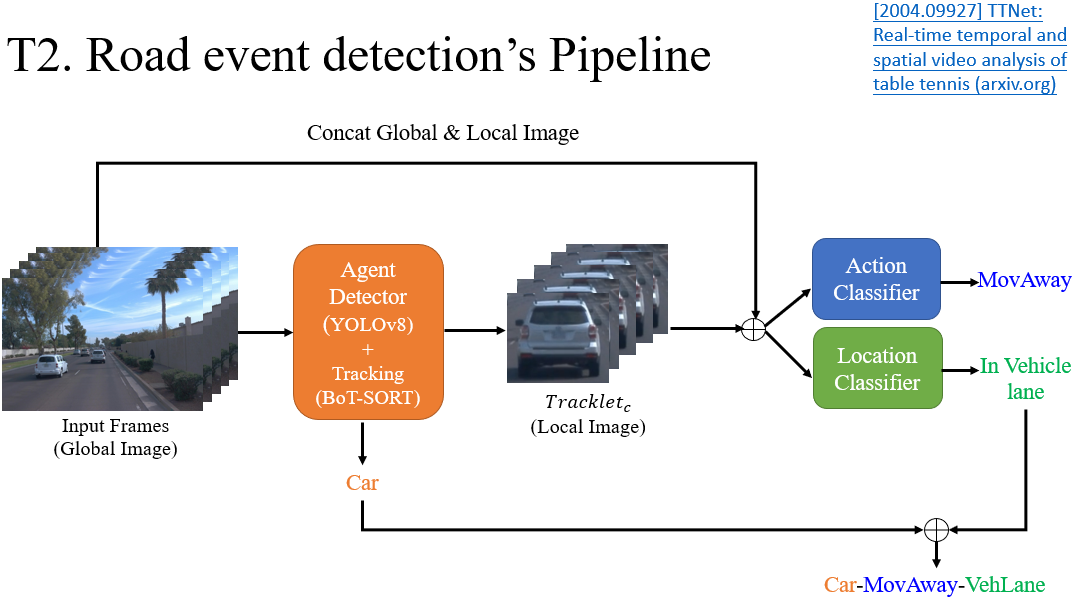 [2004.09927] TTNet:
Real-time temporal and
spatial video analysis of
table tennis (arxiv.org)
T2. Road event detection's Pipeline
Concat Global & Local Image
Agent
Detector
(YOLOv8)
+
Tracking
(BoT-SORT)
Action
Classifier
MovAway
Location
Classifier
In Vehicle
lane
Input Frames
(Global Image)
Tracklet_c
(Local Image)
Car
Car-MovAway-VehLane